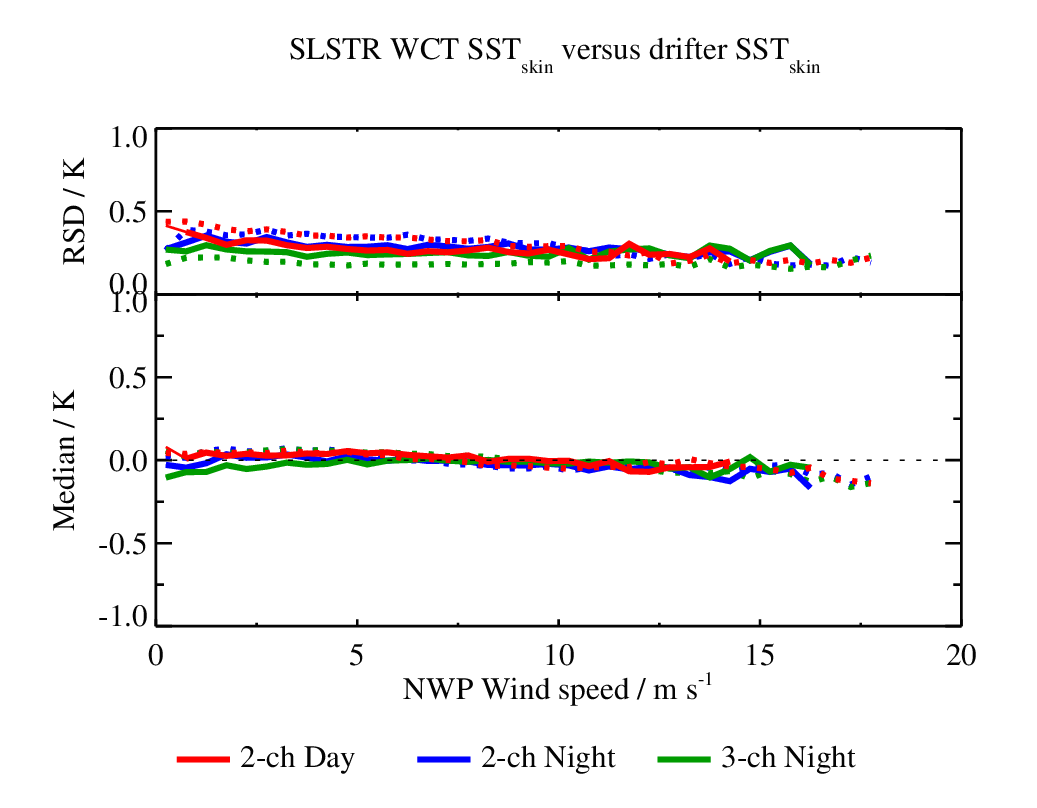 SLSTR WCT SSTskin versus drifter SSTskin
1.0
0.5
0.0
RSD / K
1.0
0.5
0.0
-0.5
-1.0
Median / K
0 5 10 15 20
NWP Wind speed / m s-1
2-ch Day 2-ch Night 3-ch Night